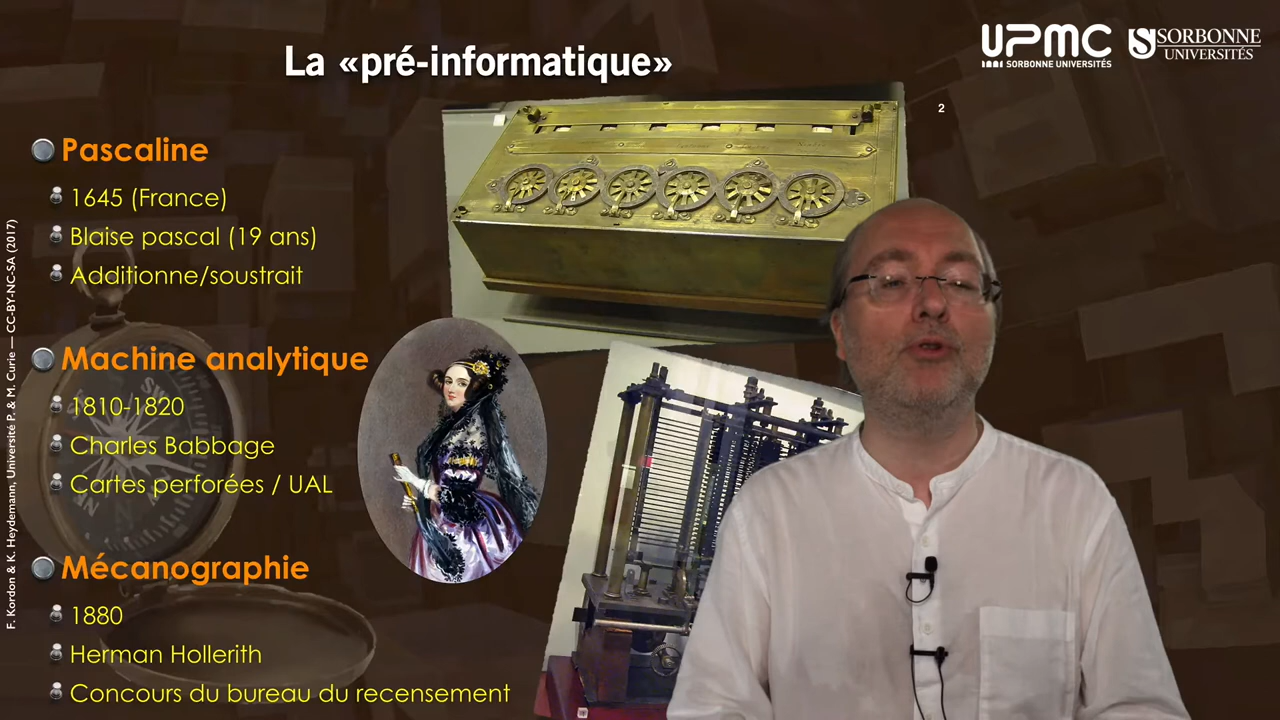 La «pré-informatique»
UPMC
SORBONNE UNIVERSITÉS
SORBONNE
UNIVERSITÉS
2
Pascaline
1645 (France)
Blaise pascal (19 ans)
Additionne/soustrait
Machine analytique
1810-1820
Charles Babbage
Cartes perforées / UAL
Mécanographie
1880
Herman Hollerith
Concours du bureau du recensement
F. Kordon & K. Heydemann, Université P. & M. Curie — CC-BY-NC-SA (2017)